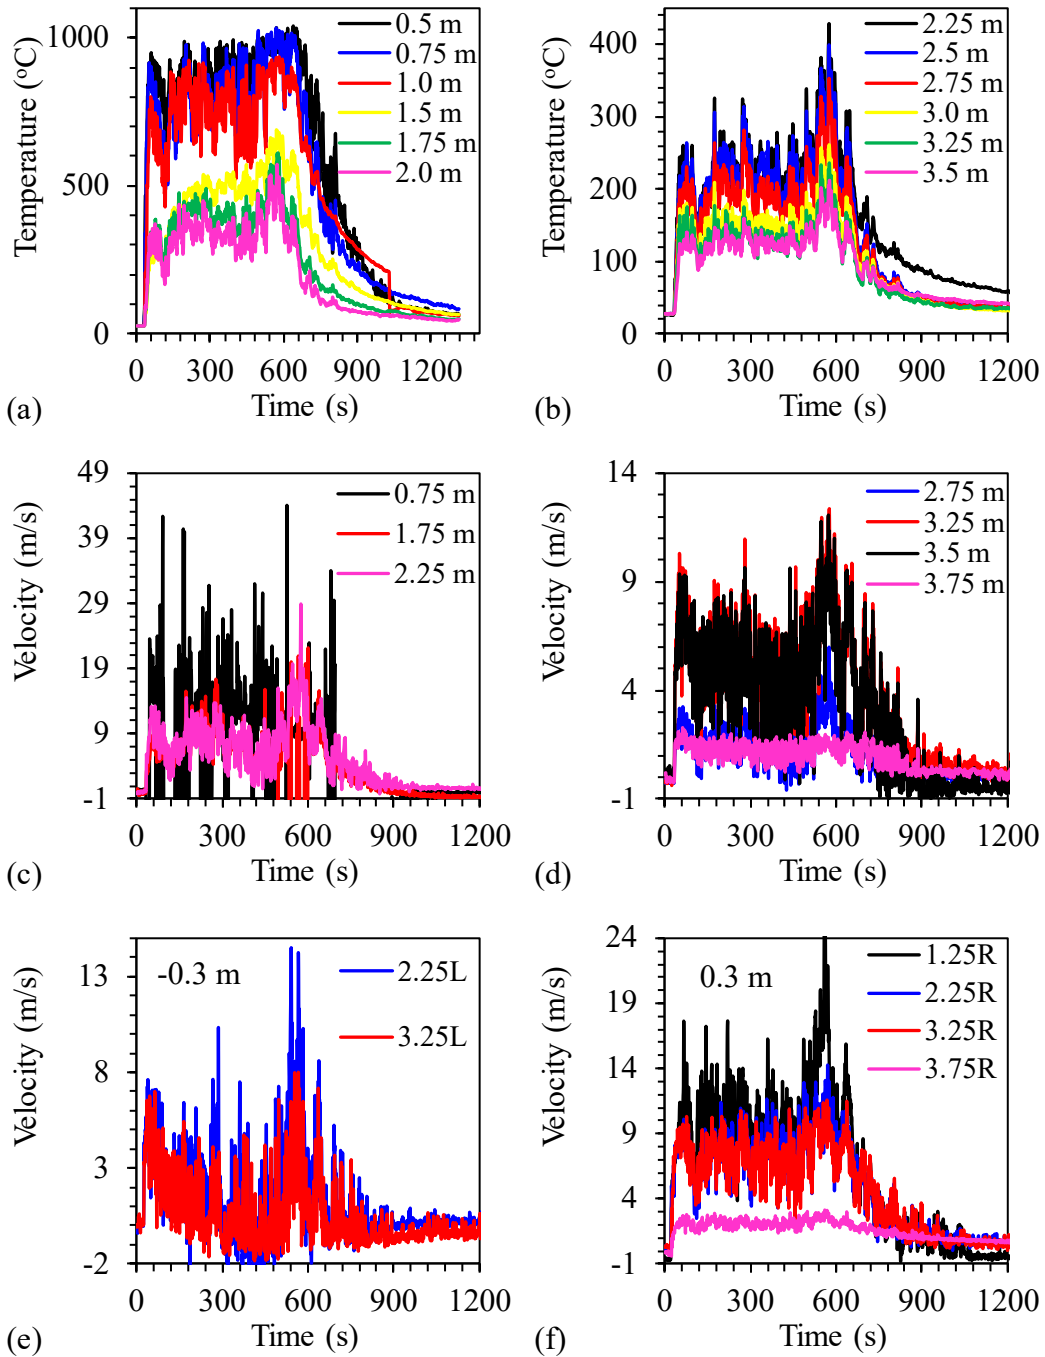 Temperature (°C)
1000
500
0
0.5 m
0.75 m
1.0 m
1.5 m
1.75 m
2.0 m
0 300 600 900 1200
Time (s)
(a)
Temperature (°C)
400
300
200
100
0
2.25 m
2.5 m
2.75 m
3.0 m
3.25 m
3.5 m
0 300 600 900 1200
Time (s)
(b)
Velocity (m/s)
49
39
29
19
9
-1
0.75 m
1.75 m
2.25 m
0 300 600 900 1200
Time (s)
(c)
Velocity (m/s)
14
9
4
-1
2.75 m
3.25 m
3.5 m
3.75 m
0 300 600 900 1200
Time (s)
(d)
Velocity (m/s)
13
8
3
-2
-0.3 m
2.25L
3.25L
0 300 600 900 1200
Time (s)
(e)
Velocity (m/s)
24
19
14
9
4
-1
0.3 m
1.25R
2.25R
3.25R
3.75R
0 300 600 900 1200
Time (s)
(f)